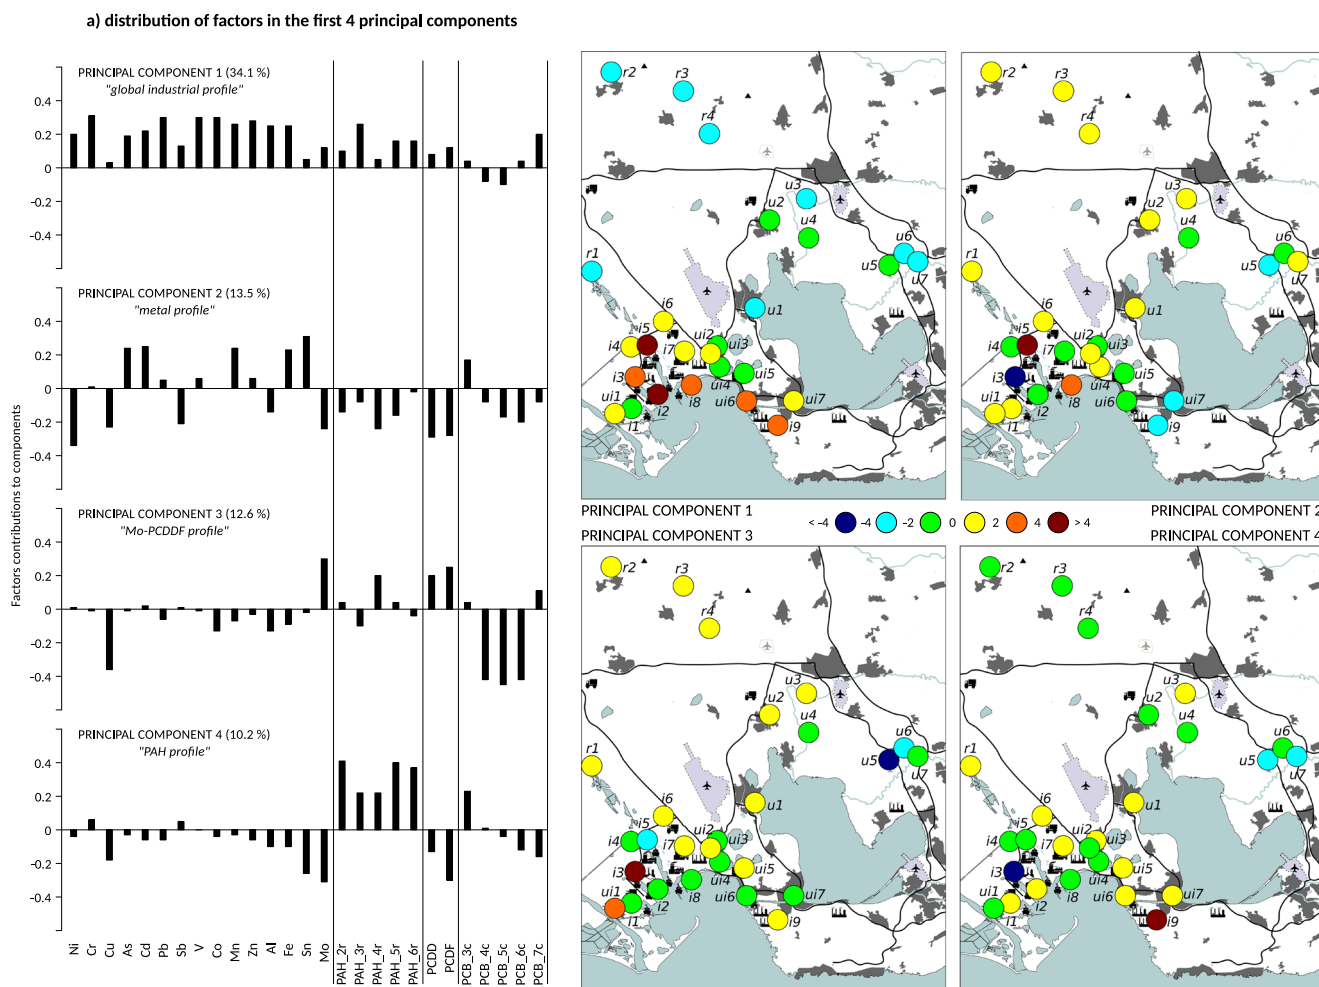 a) distribution of factors in the first 4 principal components
Factors contributions to components
PRINCIPAL COMPONENT 1 (34.1 %)
"global industrial profile"
0.4
0.2
0
-0.2
-0.4
PRINCIPAL COMPONENT 2 (13.5 %)
"metal profile"
0.4
0.2
0
-0.2
-0.4
PRINCIPAL COMPONENT 3 (12.6 %)
"Mo-PCDDF profile"
0.4
0.2
0
-0.2
-0.4
PRINCIPAL COMPONENT 4 (10.2 %)
"PAH profile"
0.4
0.2
0
-0.2
-0.4
Ni
Cr
Cu
As
Cd
Pb
Sb
V
Co
Mn
Zn
Al
Fe
Sn
Mo
PAH_2r
PAH_3r
PAH_4r
PAH_5r
PAH_6r
PCDD
PCDF
PCB_3c
PCB_4c
PCB_5c
PCB_6c
PCB_7c
r2
r3
r4
u3
u2
u4
u6
u5
u7
r1
u1
i6
i5
i4
i7
ui2
ui3
i3
ui4
ui5
ui1
i2
i8
ui6
ui7
i1
i9
r2
r3
r4
u3
u2
u4
u6
u5
u7
r1
u1
i6
i5
i4
i7
ui2
ui3
i3
ui4
ui5
ui1
i2
i8
ui6
ui7
i1
i9
PRINCIPAL COMPONENT 1
PRINCIPAL COMPONENT 2
< -4 -4 -2 0 2 4 > 4
PRINCIPAL COMPONENT 3
PRINCIPAL COMPONENT 4
r2
r3
r4
u3
u2
u4
u6
u5
u7
r1
u1
i6
i5
i4
i7
ui2
ui3
i3
ui4
ui5
ui1
i2
i8
ui6
ui7
i1
i9
r2
r3
r4
u3
u2
u4
u6
u5
u7
r1
u1
i6
i5
i4
i7
ui2
ui3
i3
ui4
ui5
ui1
i2
i8
ui6
ui7
i1
i9